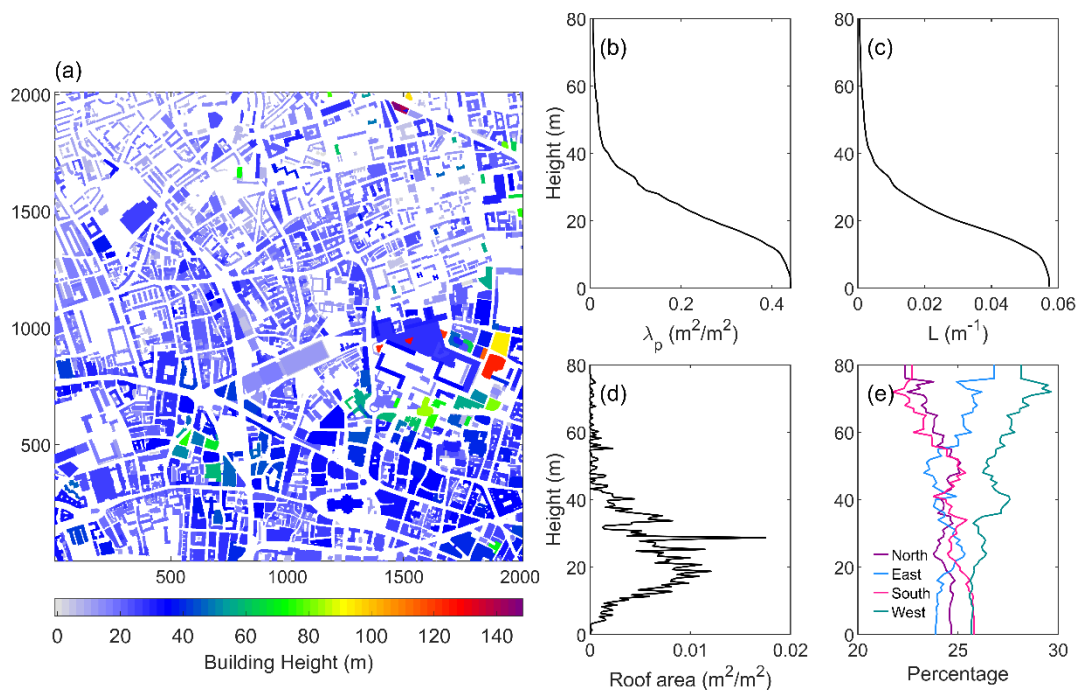 (a)
2000
1500
1000
500
500 1000 1500 2000
0 20 40 60 80 100 120 140
Building Height (m)
(b)
80
60
40
20
0
Height (m)
0 0.2 0.4
λp (m²/m²)
(c)
80
60
40
20
0
0 0.02 0.04 0.06
L (m⁻¹)
(d)
80
60
40
20
0
Height (m)
0 0.01 0.02
Roof area (m²/m²)
(e)
80
60
40
20
0
North
East
South
West
20 25 30
Percentage